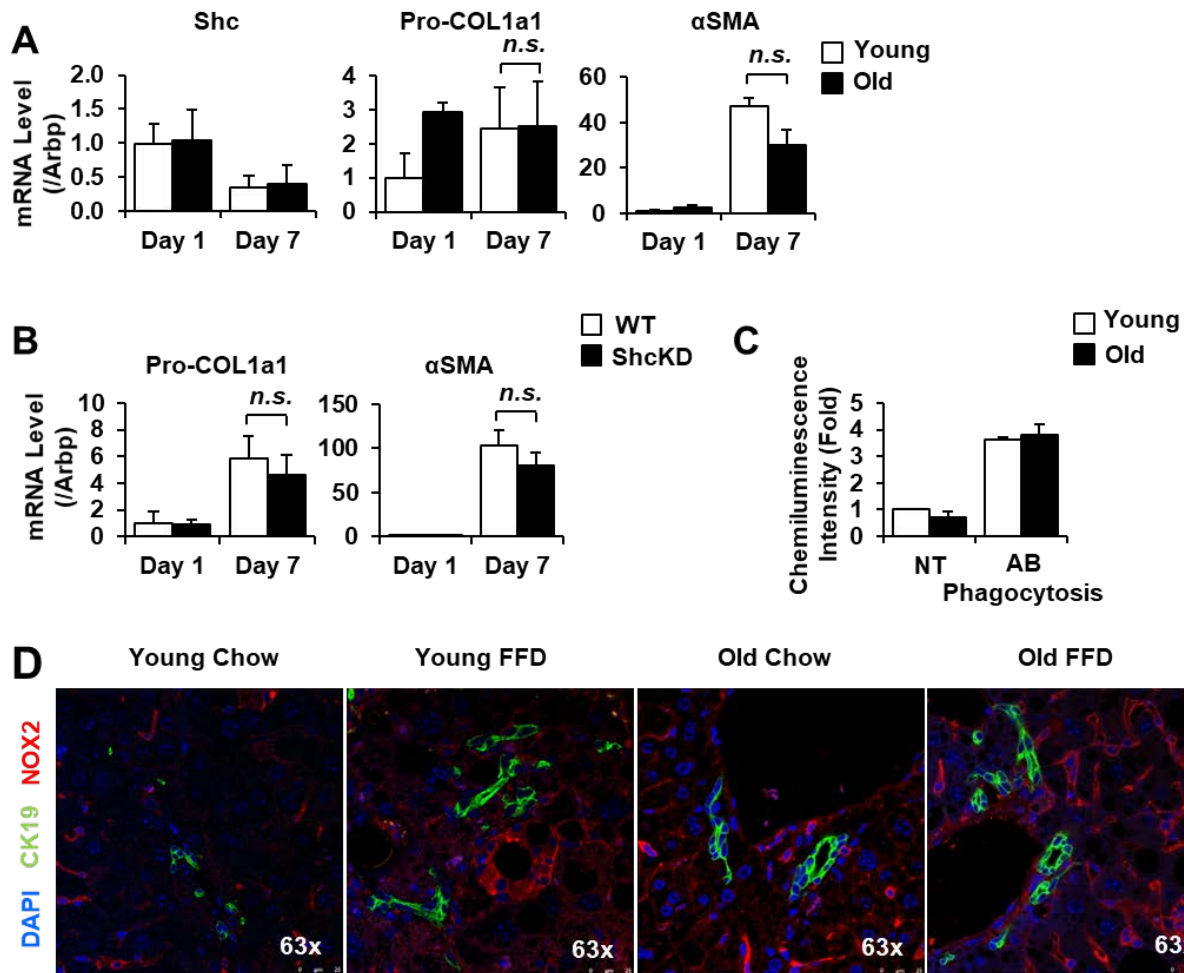 A
Shc
Pro-COL1a1
αSMA
n.s.
n.s.
Young
Old
mRNA Level
(/Arbp)
2.0
1.5
1.0
0.5
0.0
4
3
2
1
0
60
40
20
0
Day 1 Day 7
Day 1 Day 7
Day 1 Day 7
B
WT
ShcKD
Pro-COL1a1
αSMA
n.s.
n.s.
mRNA Level
(/Arbp)
10
8
6
4
2
0
150
100
50
0
Day 1 Day 7
Day 1 Day 7
C
Young
Old
Chemiluminescence
Intensity (Fold)
5
4
3
2
1
0
NT AB
Phagocytosis
D
Young Chow Young FFD Old Chow Old FFD
DAPI CK19 NOX2
63x 63x 63x 63x
0 µm 25